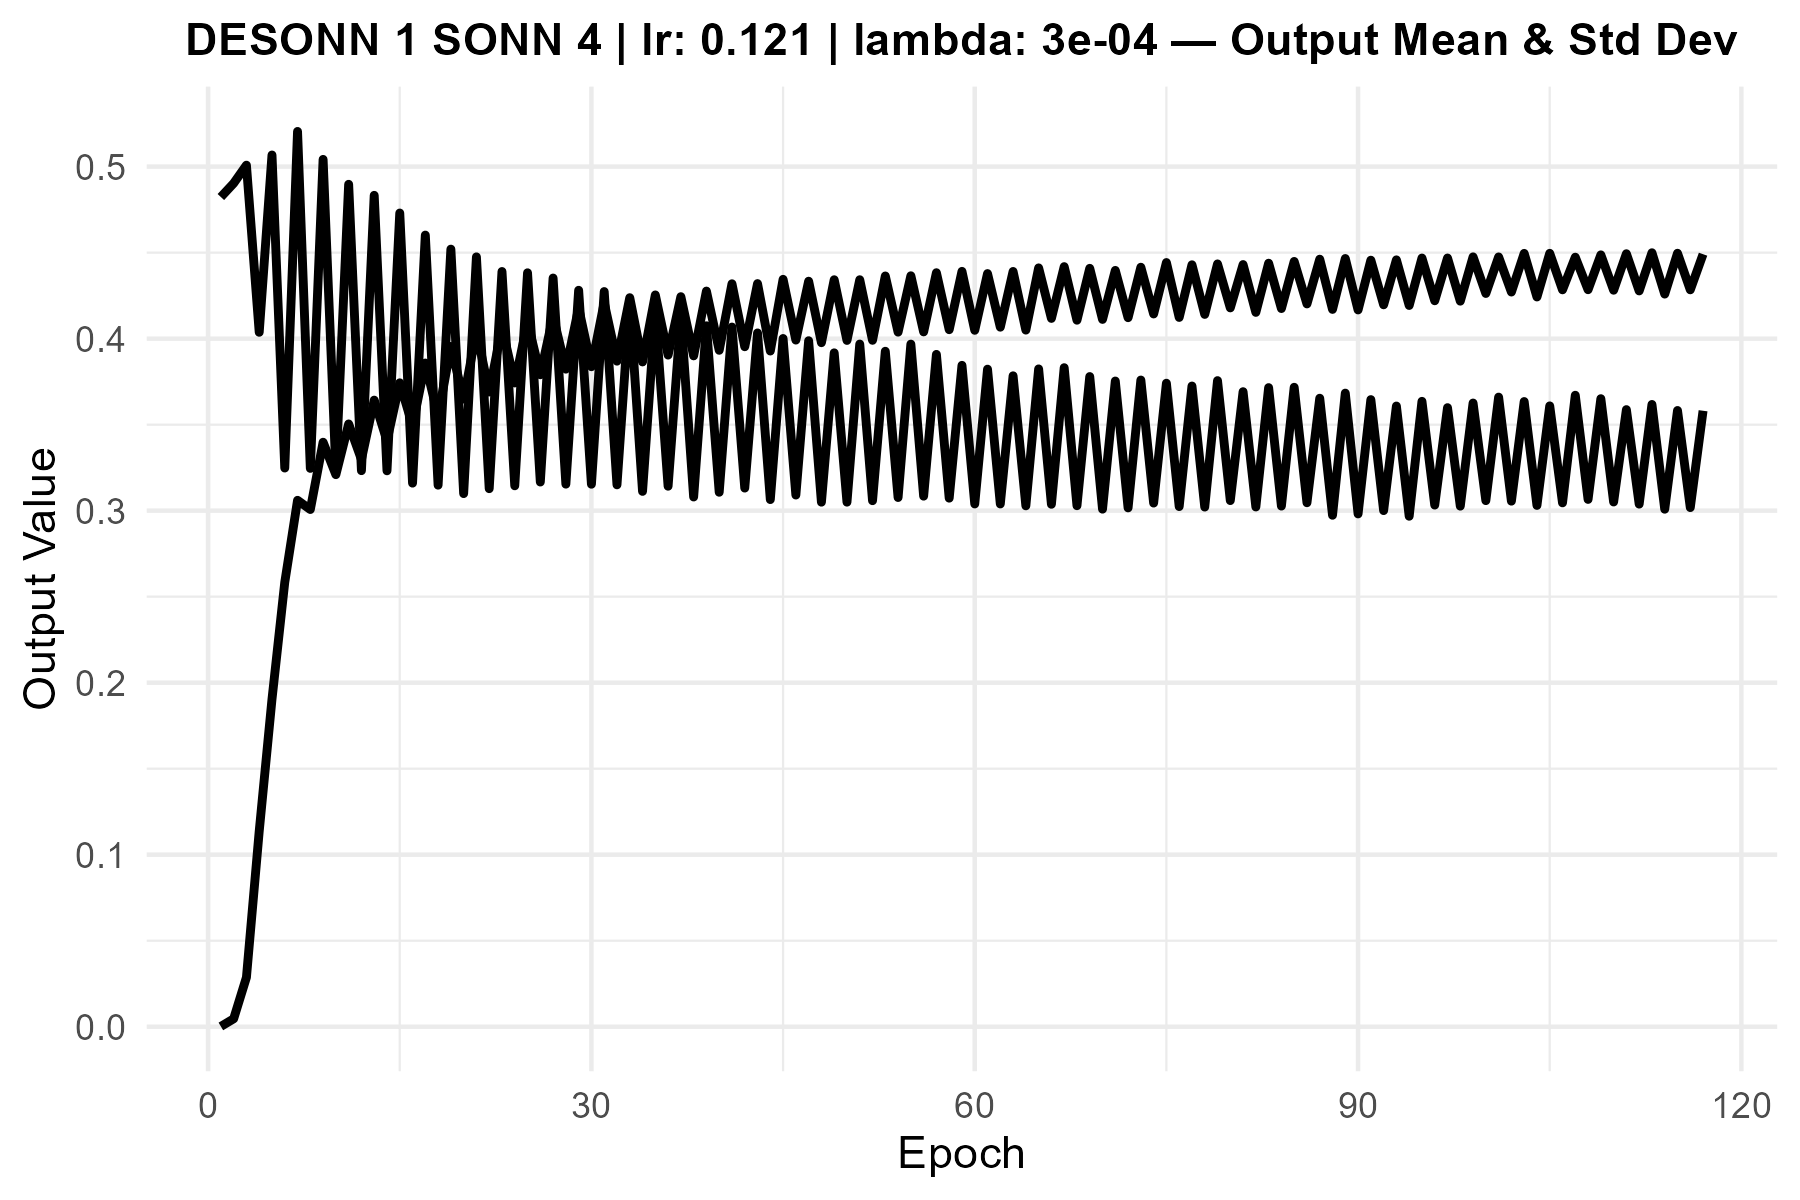 DESONN 1 SONN 4 | lr: 0.121 | lambda: 3e-04 — Output Mean & Std Dev
Output Value
0.5
0.4
0.3
0.2
0.1
0.0
0 30 60 90 120
Epoch